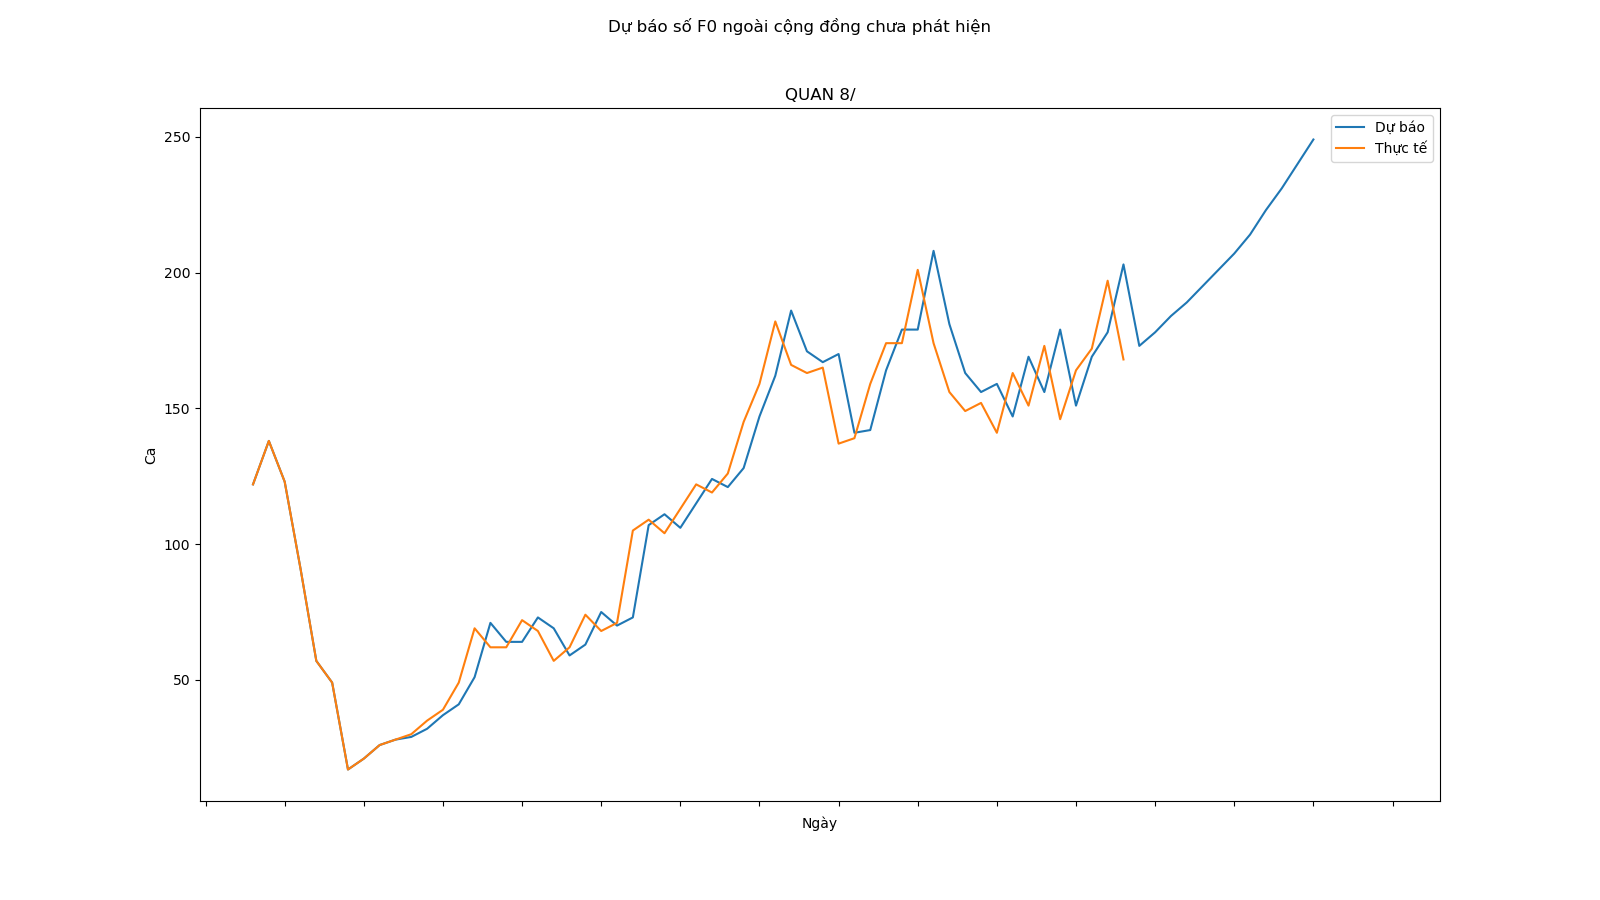 Dự báo số F0 ngoài cộng đồng chưa phát hiện
QUAN 8/
Dự báo
Thực tế
250
200
150
100
50
Ca
Ngày